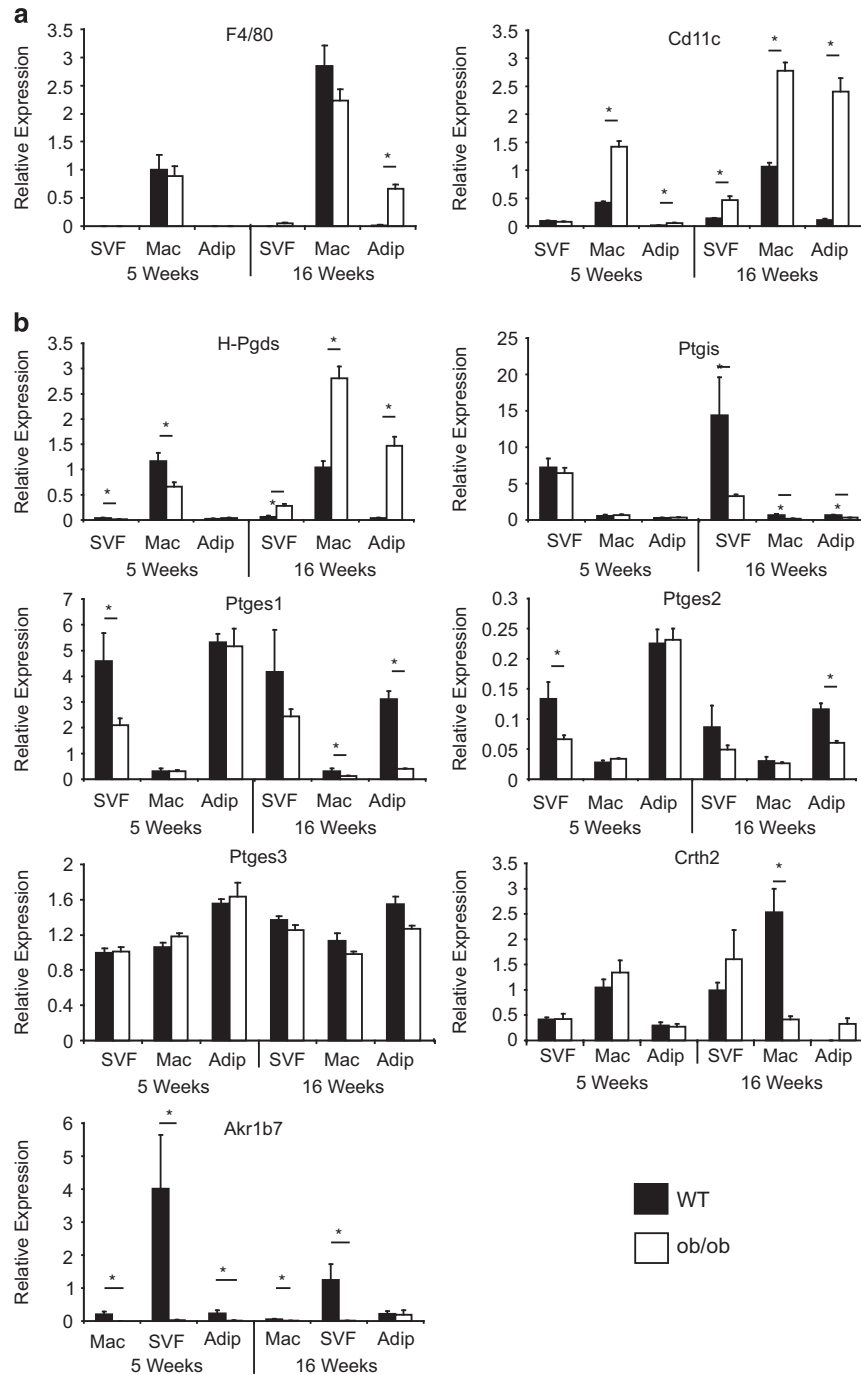 a
F4/80
Relative Expression
3.5
3
2.5
2
1.5
1
0.5
0
SVF Mac Adip SVF Mac Adip
5 Weeks 16 Weeks
*
Cd11c
Relative Expression
3.5
3
2.5
2
1.5
1
0.5
0
* * * * *
SVF Mac Adip SVF Mac Adip
5 Weeks 16 Weeks
b
H-Pgds
Relative Expression
3.5
3
2.5
2
1.5
1
0.5
0
* * * * *
SVF Mac Adip SVF Mac Adip
5 Weeks 16 Weeks
Ptgis
Relative Expression
25
20
15
10
5
0
* * *
SVF Mac Adip SVF Mac Adip
5 Weeks 16 Weeks
Ptges1
Relative Expression
7
6
5
4
3
2
1
0
* * *
SVF Mac Adip SVF Mac Adip
5 Weeks 16 Weeks
Ptges2
Relative Expression
0.3
0.25
0.2
0.15
0.1
0.05
0
* *
SVF Mac Adip SVF Mac Adip
5 Weeks 16 Weeks
Ptges3
Relative Expression
2
1.6
1.2
0.8
0.4
0
SVF Mac Adip SVF Mac Adip
5 Weeks 16 Weeks
Crth2
Relative Expression
3.5
3
2.5
2
1.5
1
0.5
0
*
SVF Mac Adip SVF Mac Adip
5 Weeks 16 Weeks
Akr1b7
Relative Expression
6
5
4
3
2
1
0
* * * * *
Mac SVF Adip Mac SVF Adip
5 Weeks 16 Weeks
WT
ob/ob